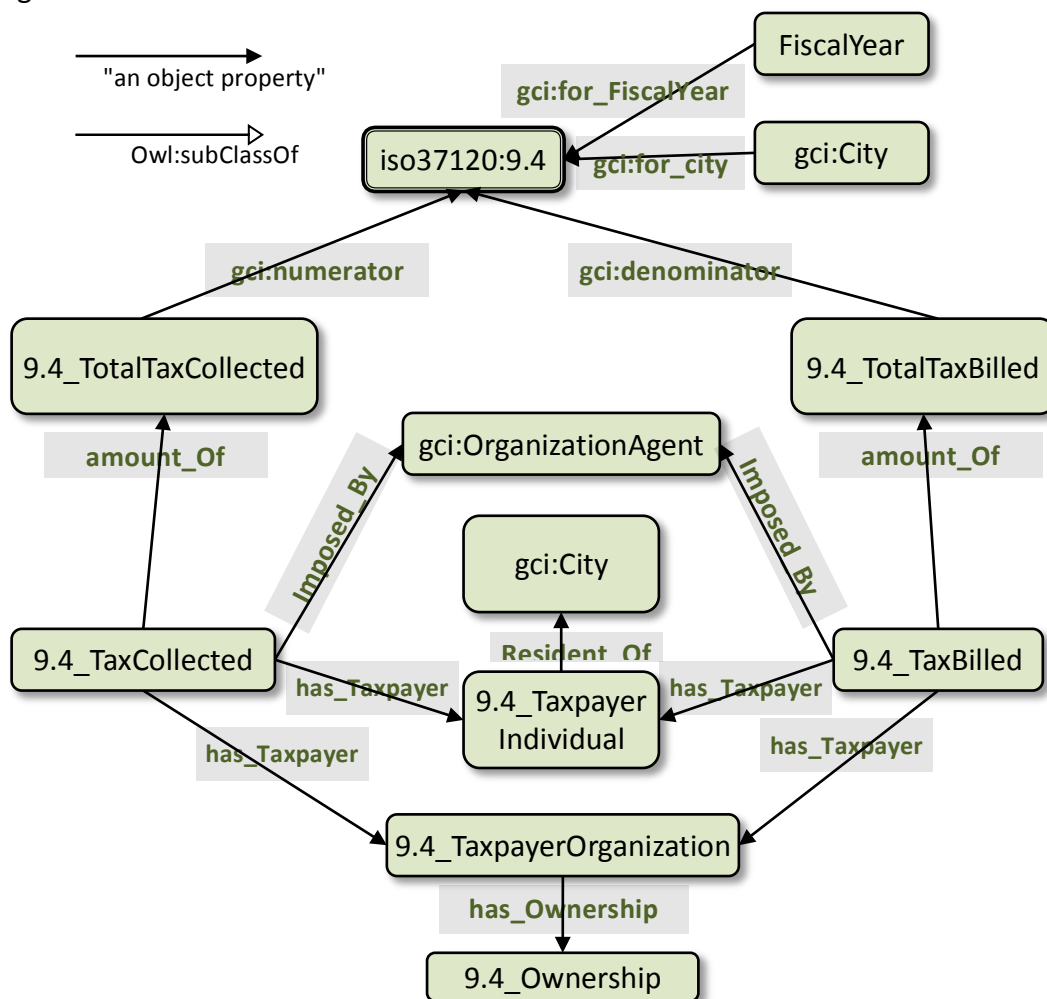 FiscalYear
"an object property"
gci:for_FiscalYear
Owl:subClassOf
iso37120:9.4
gci:for_city
gci:City
gci:numerator
gci:denominator
9.4_TotalTaxCollected
9.4_TotalTaxBilled
amount_Of
gci:OrganizationAgent
amount_Of
Imposed_By
Imposed_By
gci:City
9.4_TaxCollected
Resident_Of
9.4_TaxBilled
has_Taxpayer
9.4_Taxpayer
Individual
has_Taxpayer
has_Taxpayer
has_Taxpayer
9.4_TaxpayerOrganization
has_Ownership
9.4_Ownership